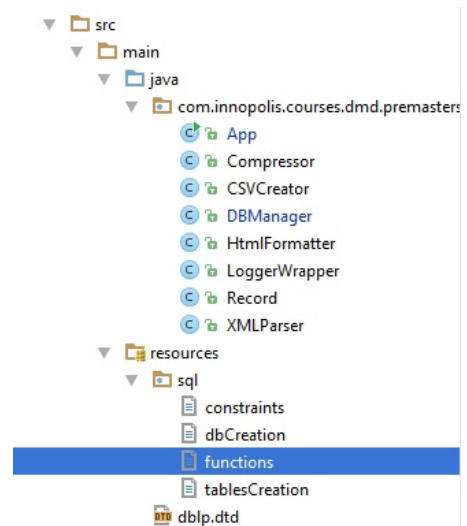 src
main
java
com.innopolis.courses.dmd.premasters
App
Compressor
CSVCreator
DBManager
HtmlFormatter
LoggerWrapper
Record
XMLParser
resources
sql
constraints
dbCreation
functions
tablesCreation
dblp.dtd